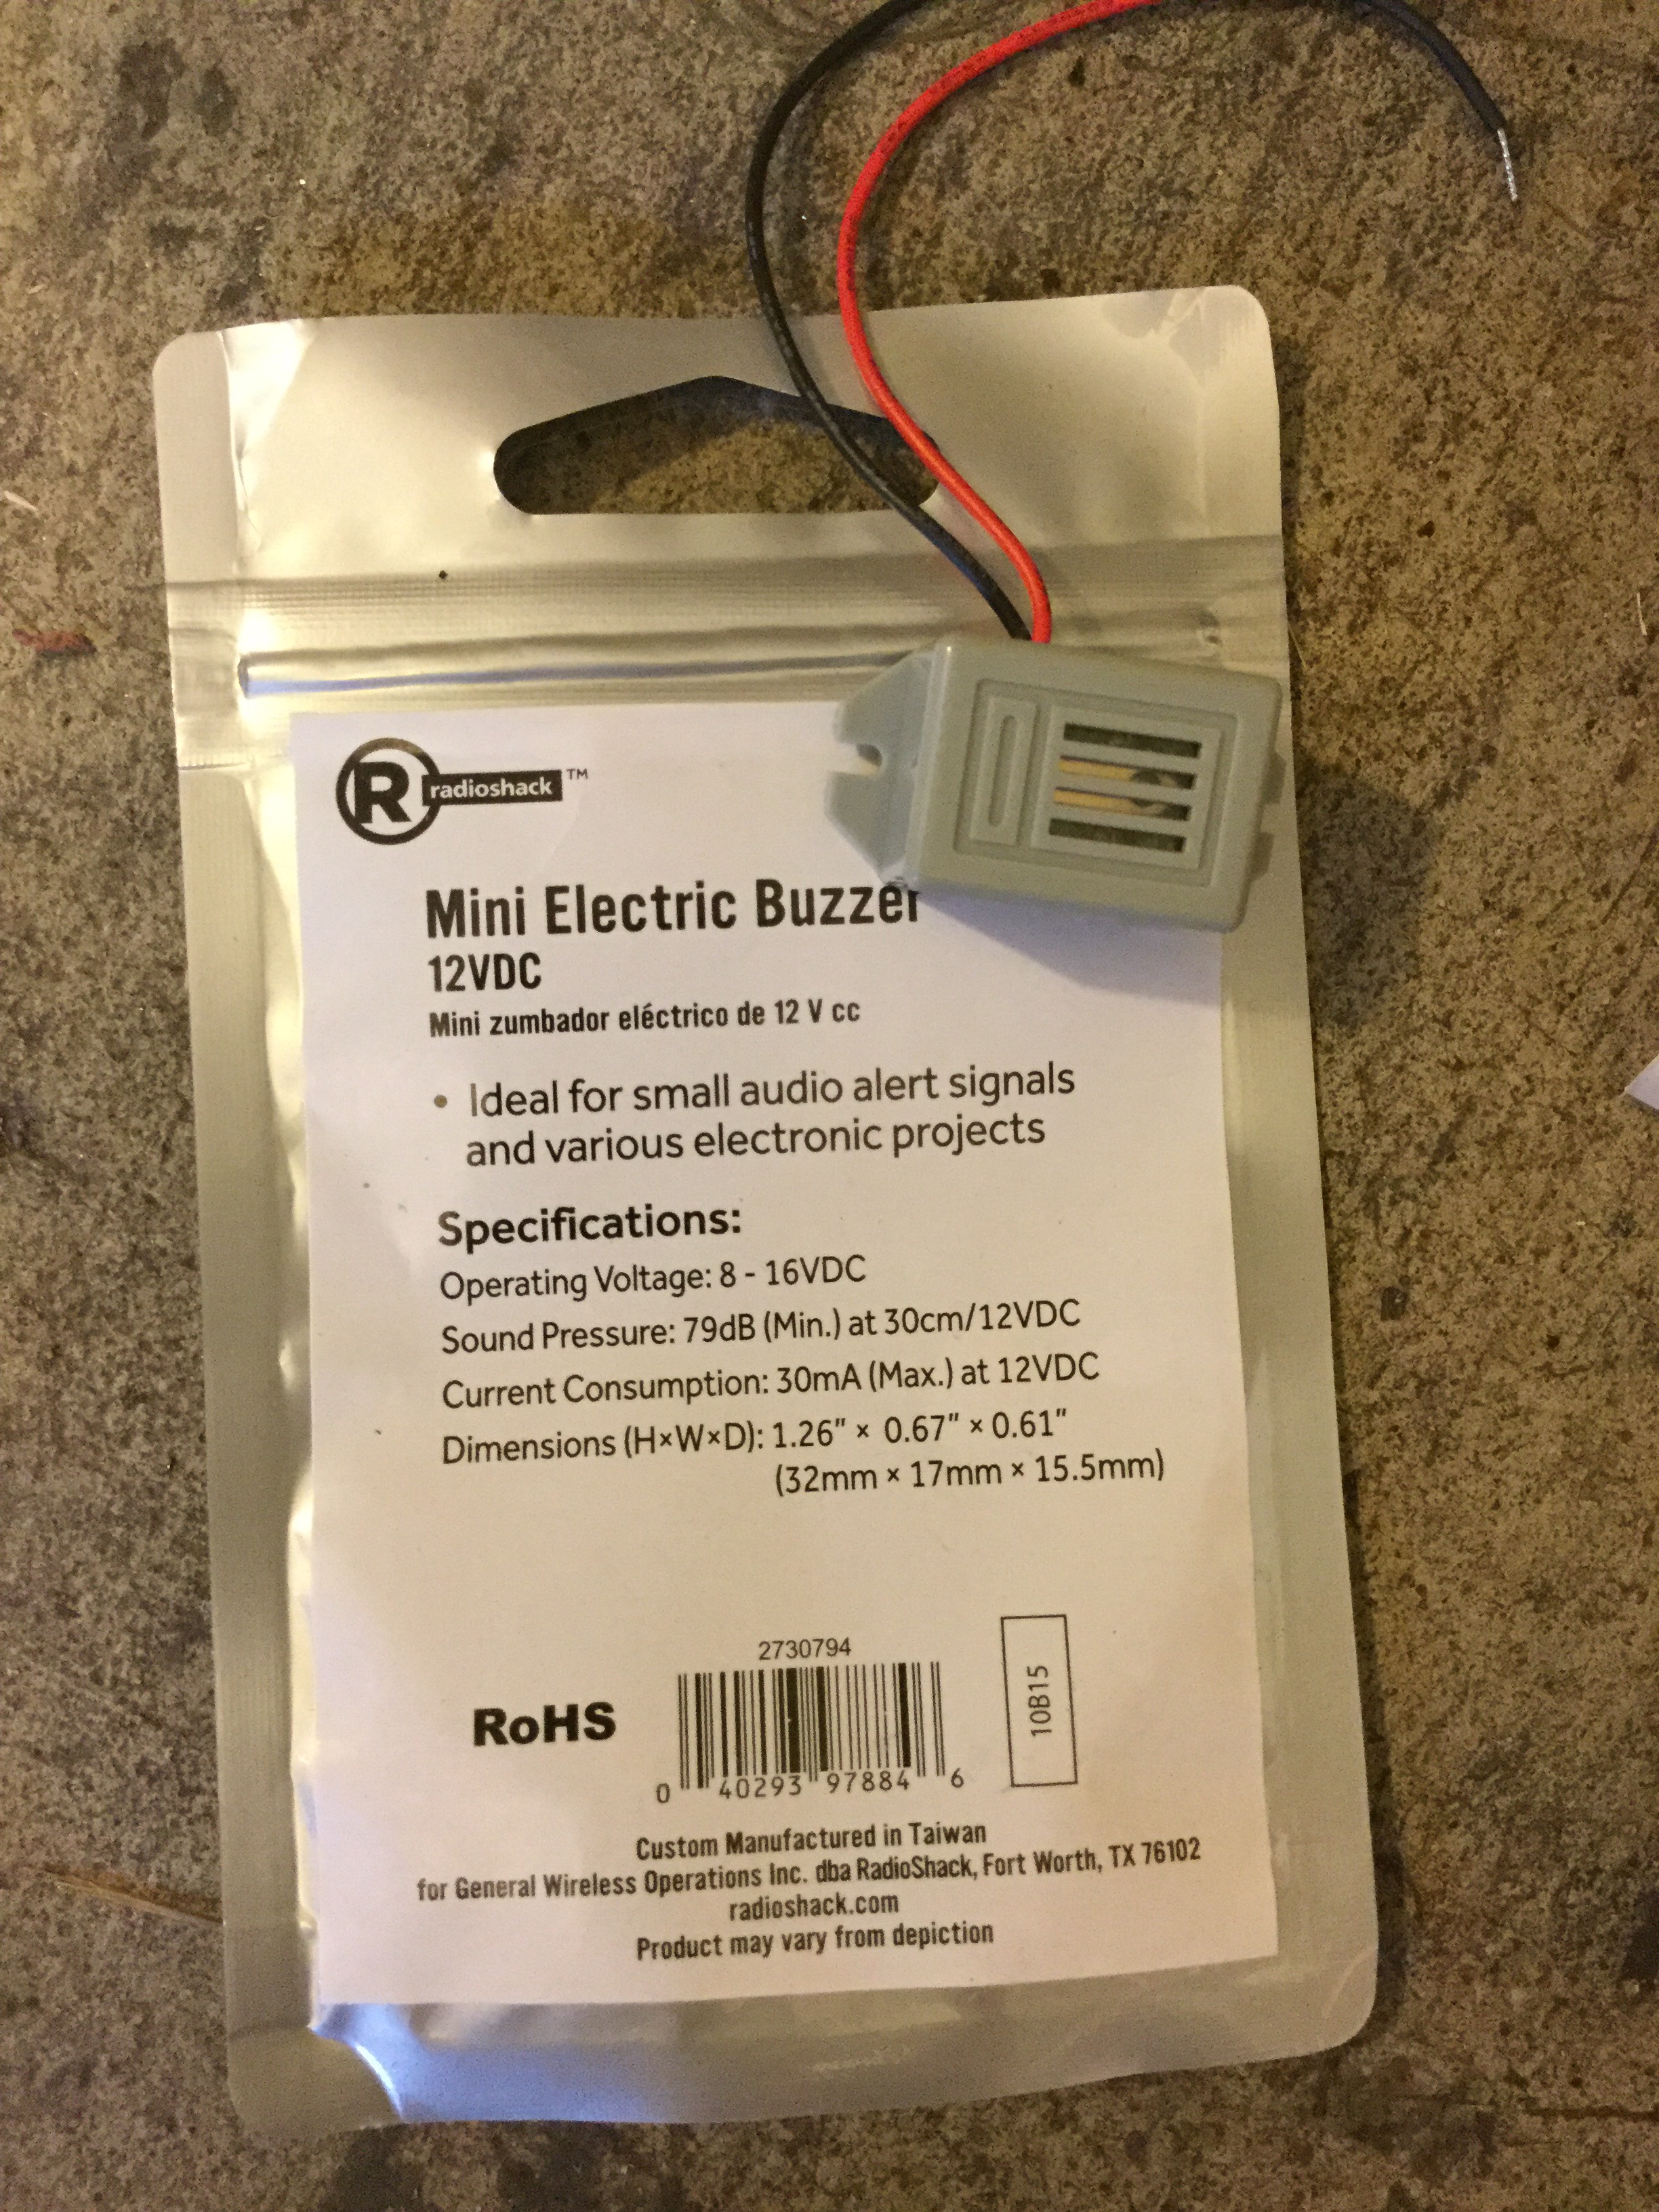 R radioshack ™
Mini Electric Buzzer
12VDC
Mini zumbador eléctrico de 12 V cc
• Ideal for small audio alert signals
and various electronic projects
Specifications:
Operating Voltage: 8 - 16VDC
Sound Pressure: 79dB (Min.) at 30cm/12VDC
Current Consumption: 30mA (Max.) at 12VDC
Dimensions (H×W×D): 1.26" × 0.67" × 0.61"
(32mm × 17mm × 15.5mm)
2730794
RoHS
10B15
0 40293 97884 6
Custom Manufactured in Taiwan
for General Wireless Operations Inc. dba RadioShack, Fort Worth, TX 76102
radioshack.com
Product may vary from depiction